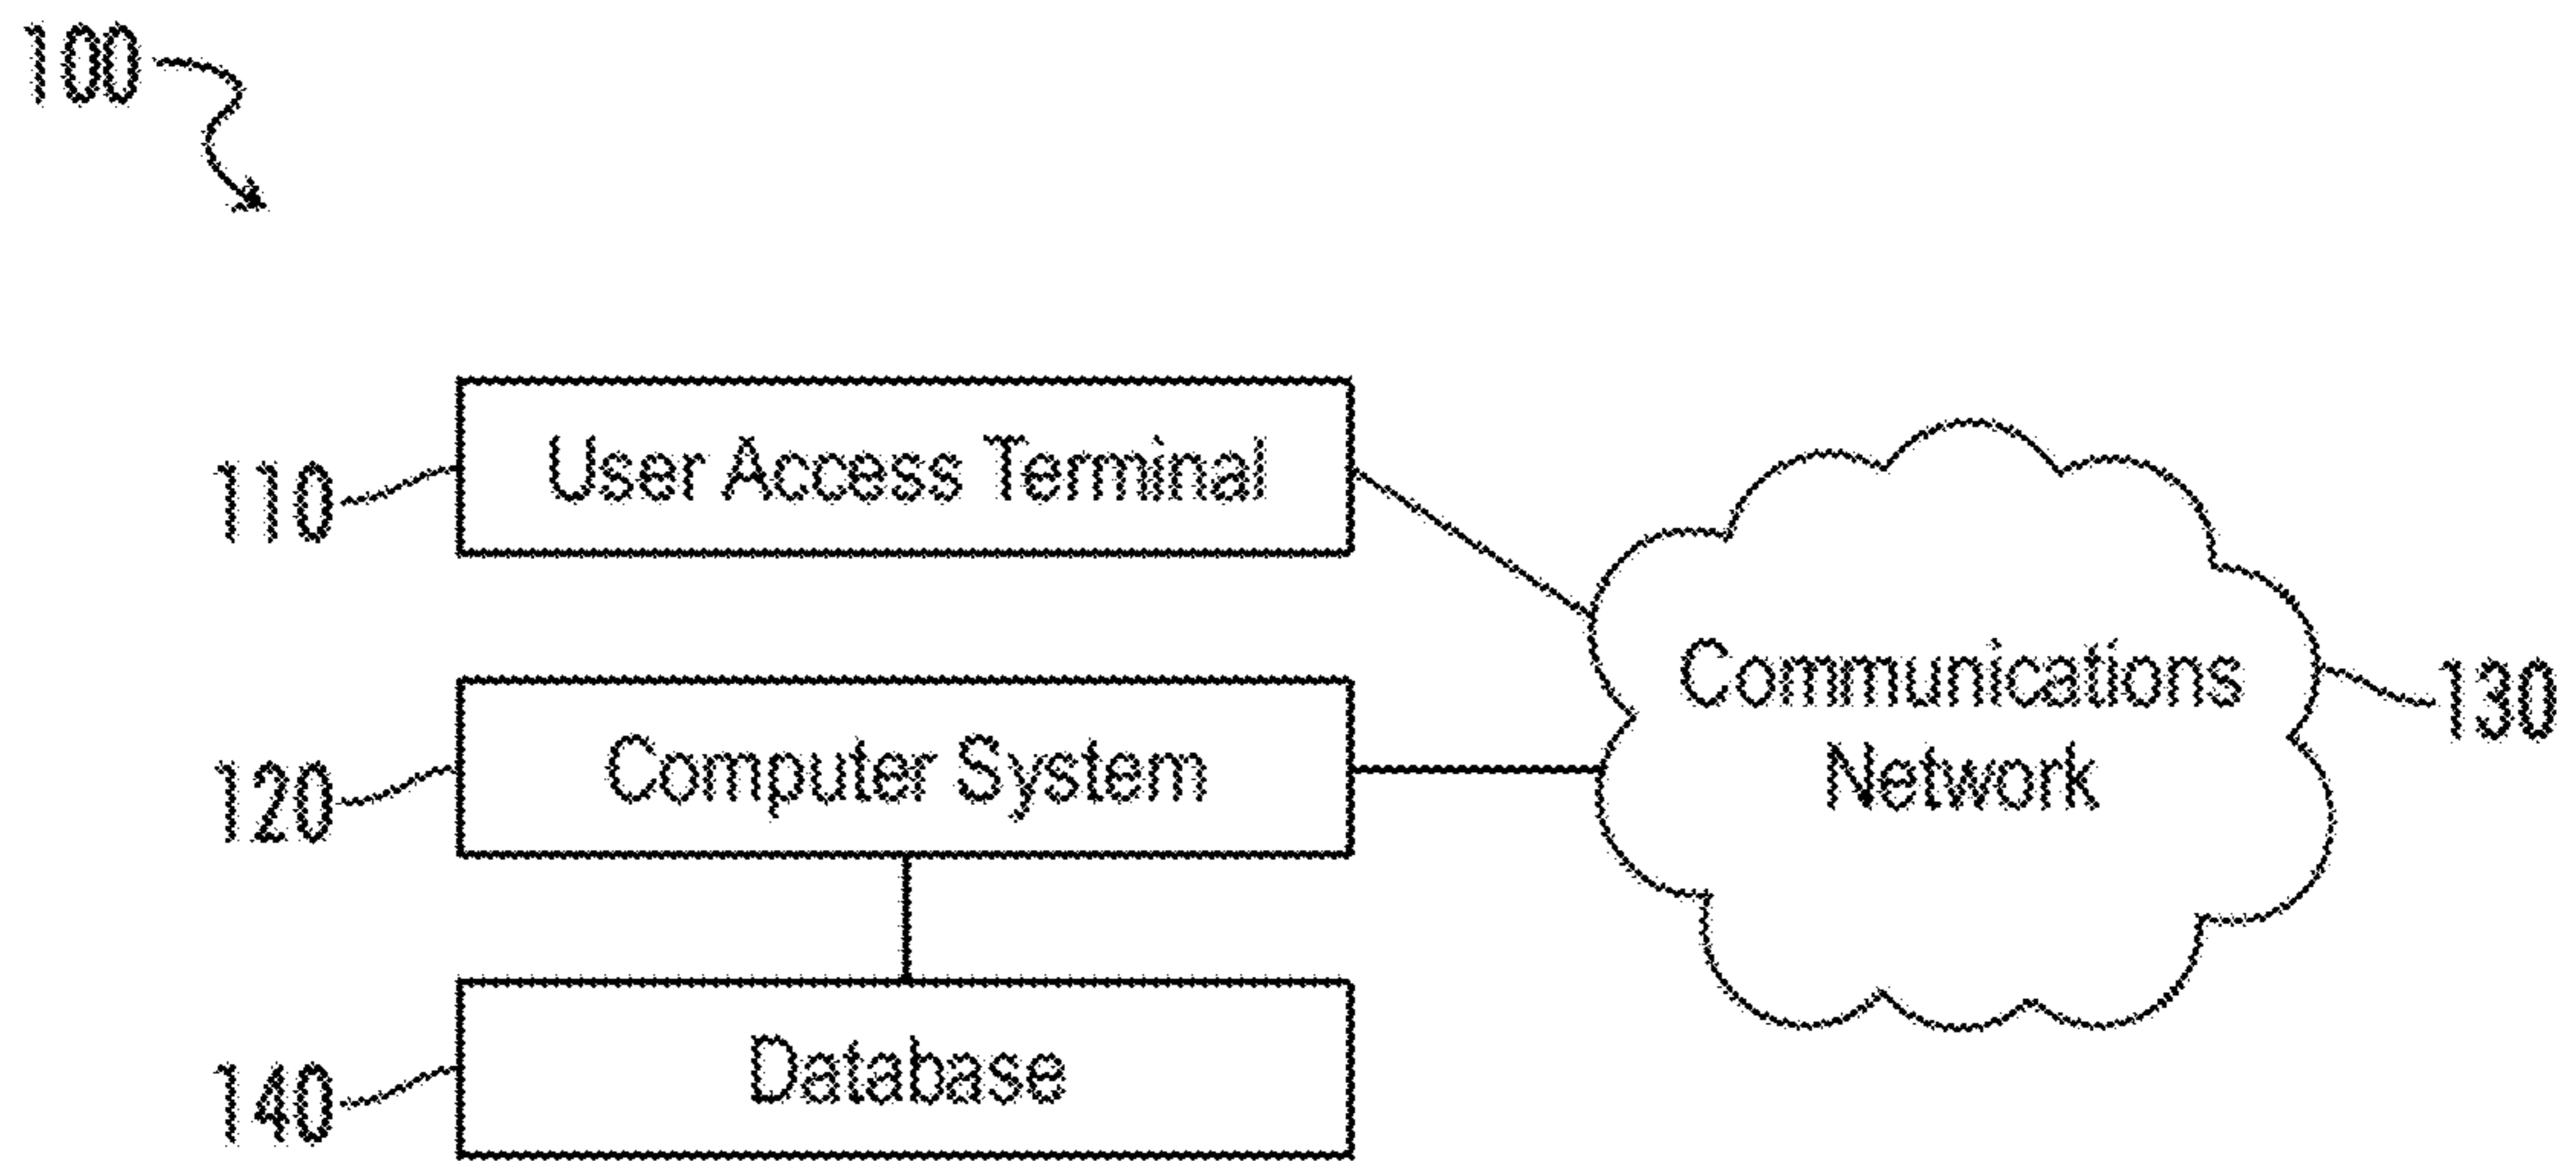 100
110
User Access Terminal
Communications
Network
130
120
Computer System
140
Database